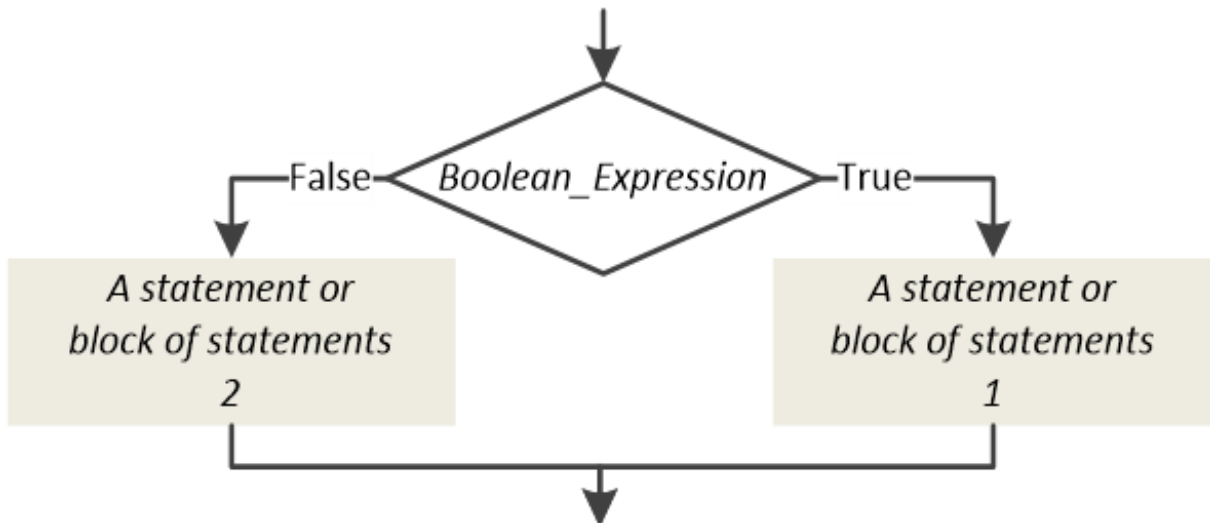 False
Boolean_Expression
True
A statement or
block of statements
2
A statement or
block of statements
1